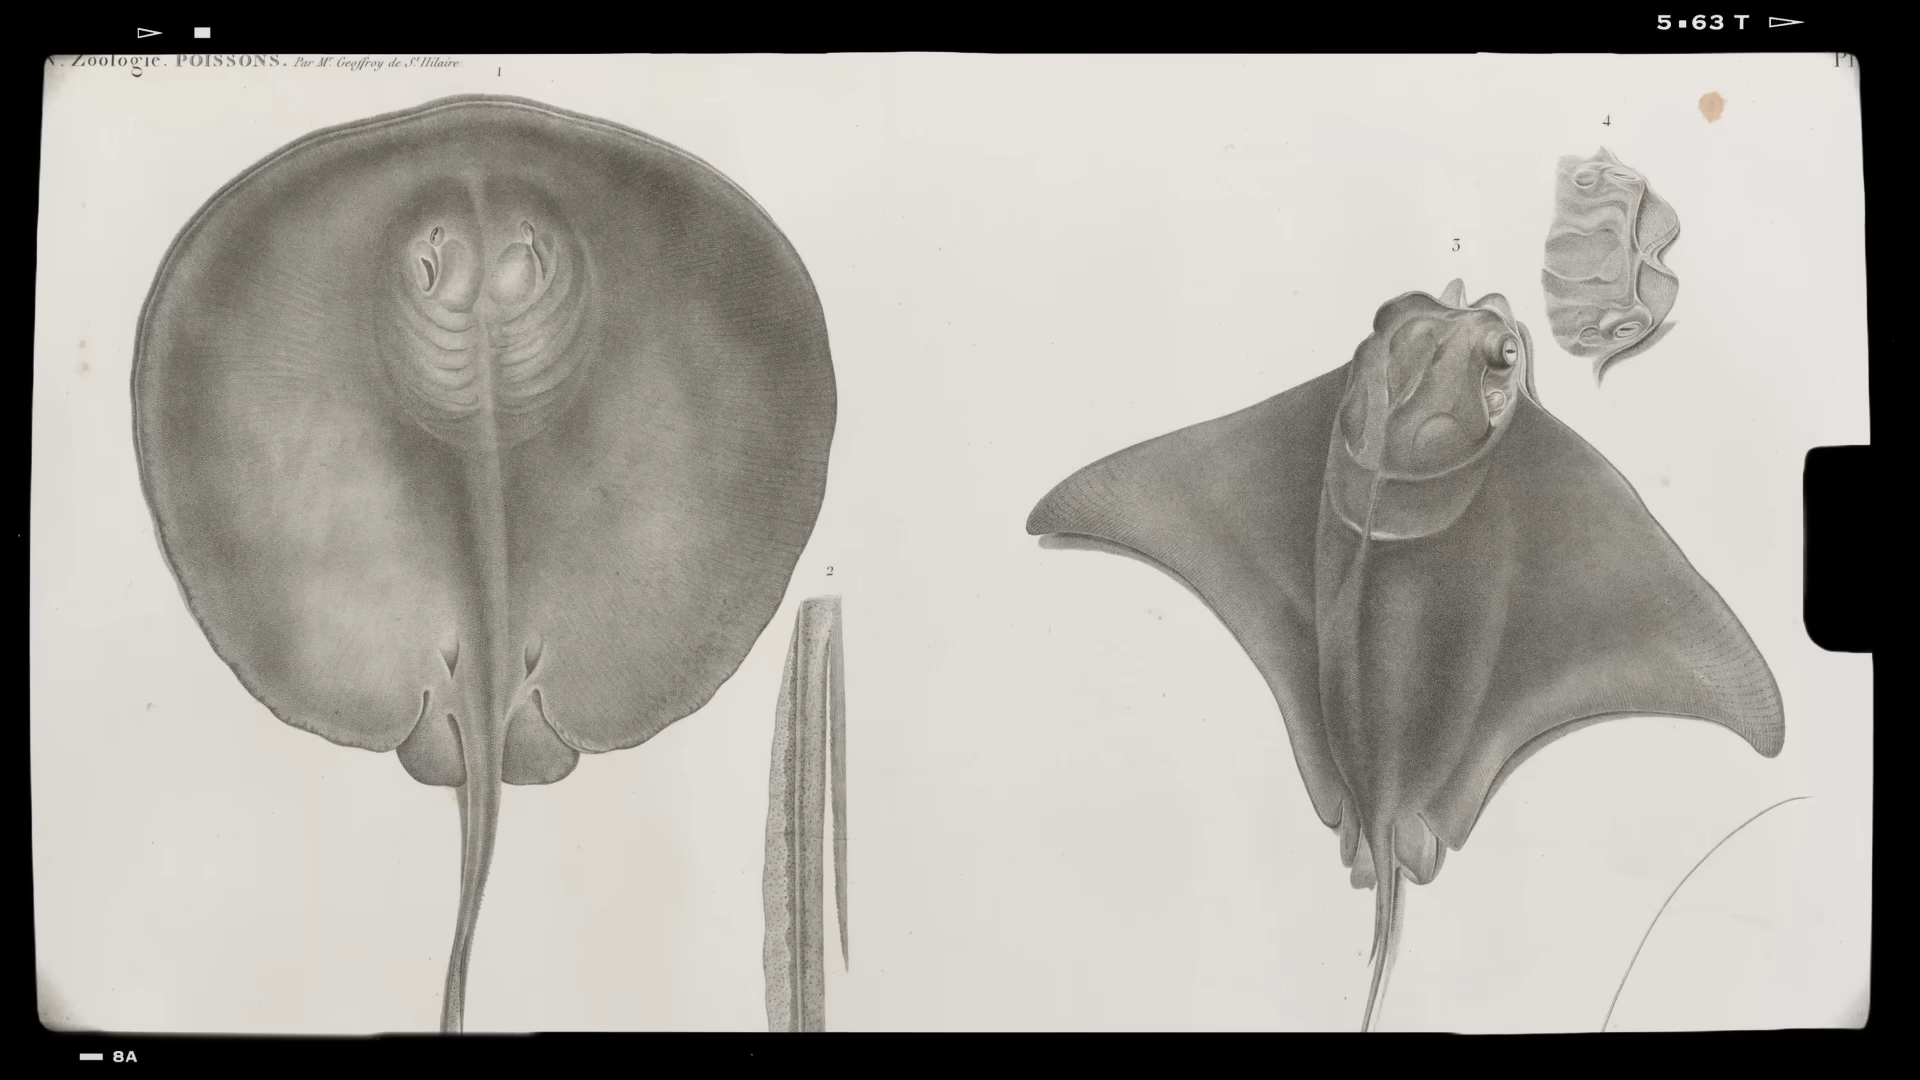 5▪63 T
Zoologie. POISSONS. Par Mr. Geoffroy de St. Hilaire
1
4
3
2
8A